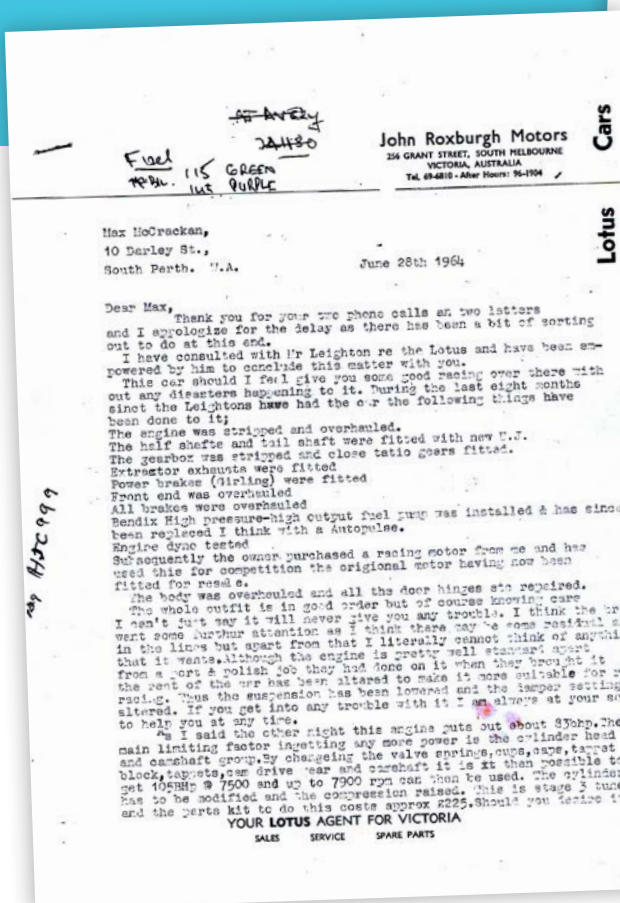 AF AVERY
24480
Fuel 115 GREEN
INT PURPLE
John Roxburgh Motors
256 GRANT STREET, SOUTH MELBOURNE
VICTORIA, AUSTRALIA
Tel. 69-6810 - After Hours: 96-1904
Lotus Cars
Max McCrackan,
10 Darley St.,
South Perth. W.A.
June 28th 1964
Dear Max,
Thank you for your two phone calls an two letters
and I apologize for the delay as there has been a bit of sorting
out to do at this end.
I have consulted with Mr Leighton re the Lotus and have been em-
powered by him to conclude this matter with you.
This car should I feel give you some good racing over there with
out any disasters happening to it. During the last eight months
sinct the Leightons have had the car the following things have
been done to it;
The engine was stripped and overhauled.
The half shafts and tail shaft were fitted with new U.J.
The gearbox was stripped and close tatio gears fitted.
Extractor exhausts were fitted
Power brakes (Girling) were fitted
Front end was overhauled
All brakes were overhauled
Bendix High pressure-high output fuel pump was installed & has since
been replaced I think with a Autopulse.
Engine dyno tested
Subsequently the owner purchased a racing motor from me and has
used this for competition the origional motor having now been
fitted for resale.
The body was overheuled and all the door hinges etc repaired.
The whole outfit is in good order but of course knowing cars
I can't just say it will never give you any trouble. I think the
want some furthur attention as I think there may be some residual
in the lines but apart from that I literally cannot think of
that it wants. Although the engine is pretty well standard apart
from a port & polish job they had done on it when they brought it
the rest of the car has been altered to make it more suitable for
racing. Thus the suspension has been lowered and the damper
altered. If you get into any trouble with it I am always at your
to help you at any time.
As I said the other night this engine puts out about 83bhp. The
main limiting factor ingetting any more power is the cylinder head
and camshaft group. By changeing the valve springs, cups, caps, tappet
block, tappets, cam drive gear and camshaft it is xt then possible to
get 105BHp @ 7500 and up to 7900 rpm can then be used. The cylinder
has to be modified and the compression raised. This is stage 3 tune
and the parts kit to do this costs approx £225. Should you desire
reg HSC999
YOUR LOTUS AGENT FOR VICTORIA
SALES SERVICE SPARE PARTS